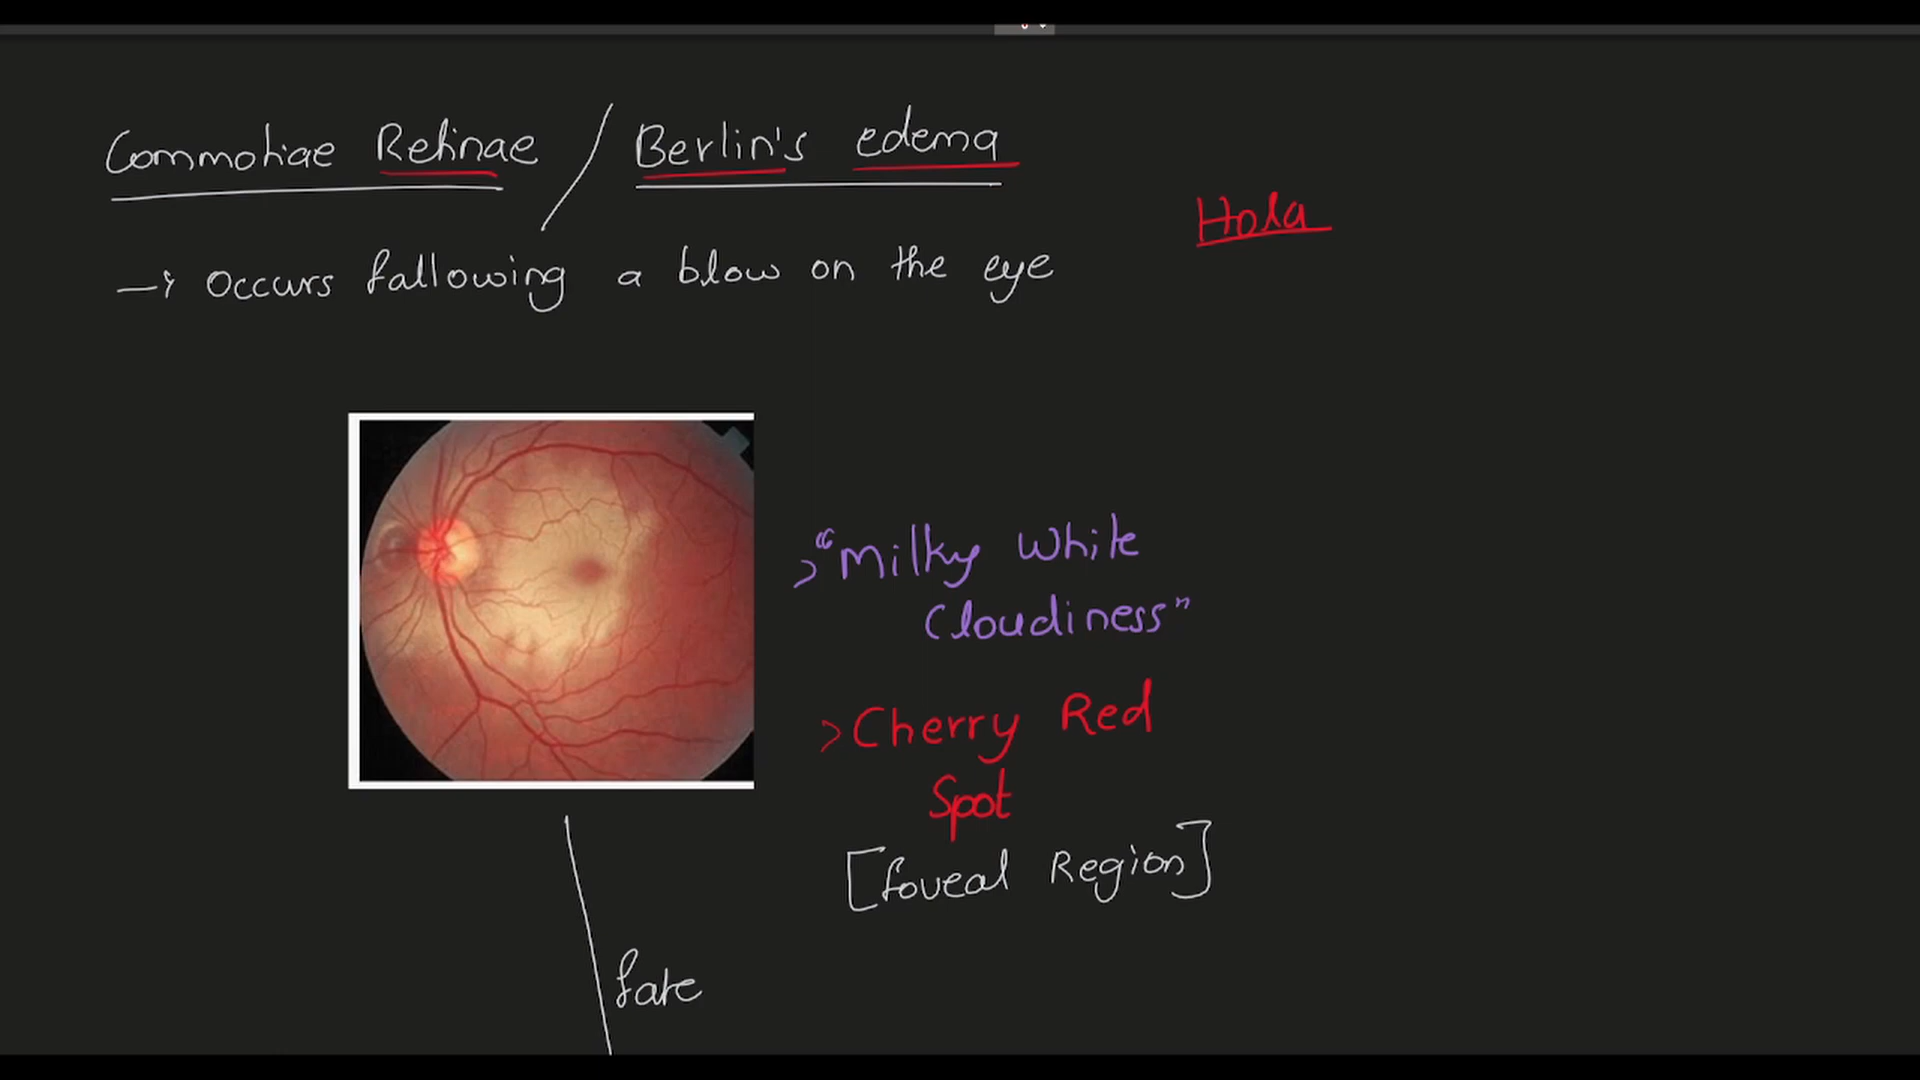 Commotiae Retinae / Berlin's edema
Hola
→ Occurs following a blow on the eye
> "Milky White
Cloudiness"
> Cherry Red
Spot
[foveal Region]
fate